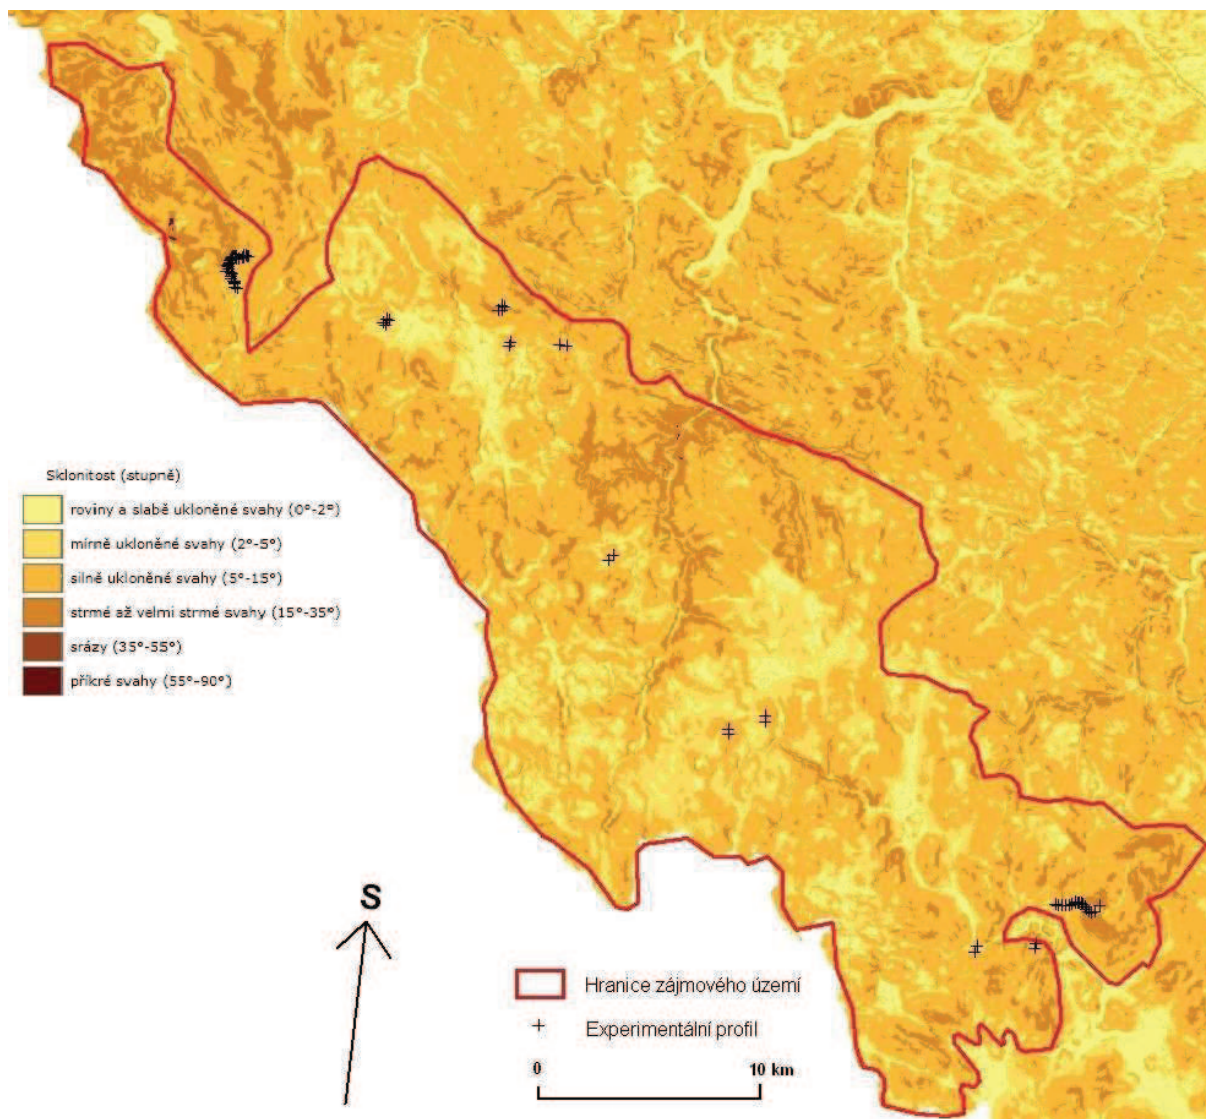 Sklonitost (stupně)
roviny a slabě ukloněné svahy (0°-2°)
mírně ukloněné svahy (2°-5°)
silně ukloněné svahy (5°-15°)
strmé až velmi strmé svahy (15°-35°)
srázy (35°-55°)
příkré svahy (55°-90°)
S
Hranice zájmového území
Experimentální profil
0 10 km